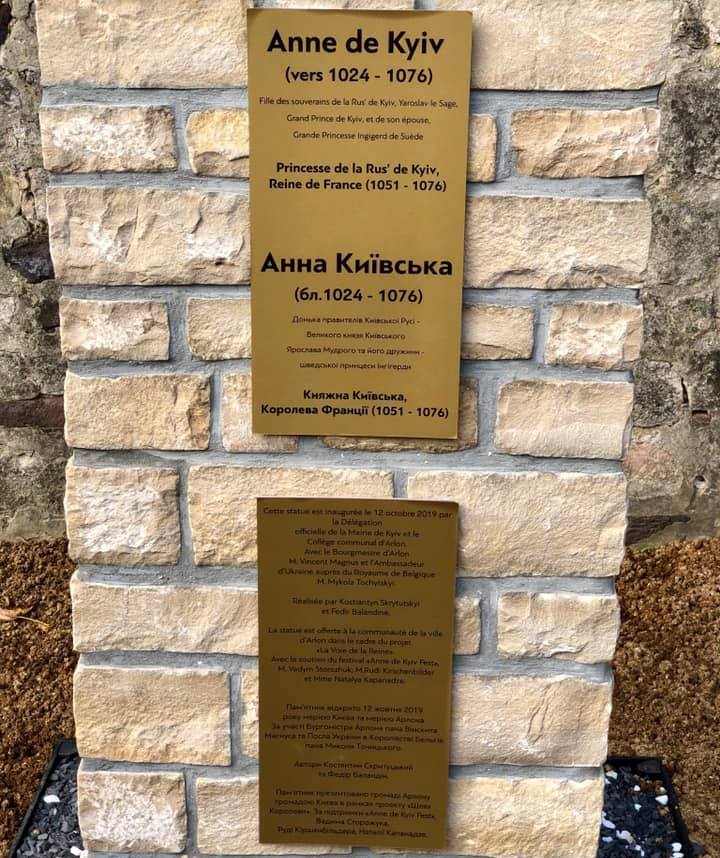 Anne de Kyiv
(vers 1024 - 1076)
Fille des souverains de la Rus' de Kyiv, Yaroslav le Sage,
Grand Prince de Kyiv, et de son épouse,
Grande Princesse Ingigerd de Suède
Princesse de la Rus' de Kyiv,
Reine de France (1051 - 1076)
Анна Київська
(бл.1024 - 1076)
Донька правителів Київської Русі -
Великого князя Київського
Ярослава Мудрого та його дружини -
шведської принцеси Інгігерди
Княжна Київська,
Королева Франції (1051 - 1076)
Cette statue est inaugurée le 12 octobre 2019 par
la Délégation
officielle de la Mairie de Kyiv et le
Collège communal d'Arlon.
Avec le Bourgmestre d'Arlon
M. Vincent Magnus et l'Ambassadeur
d'Ukraine auprès du Royaume de Belgique
M. Mykola Tochytskyi.
Réalisée par Kostiantyn Skrytutskyi
et Fedir Balandine.
La statue est offerte à la communauté de la ville
d'Arlon dans le cadre du projet
«La Voie de la Reine».
Avec le soutien du festival «Anne de Kyiv Fest»,
M. Vadym Storozhuk, M.Rudi Kirschenbilder
et Mme Natalya Kapanadze.
Пам'ятник відкрито 12 жовтня 2019
року мерією Києва та мерією Арлона
За участі Бургомістра Арлона пана Вінсента
Магнуса та Посла України в Королівстві Бельгія
пана Миколи Точицького.
Автори Костянтин Скритуцький
та Федір Баландін.
Пам'ятник презентовано громаді Арлону
громадою Києва в рамках проекту «Шлях
Королеви». За підтримки «Anne de Kyiv Fest»,
Вадима Сторожука,
Руді Кіршинбільдера, Наталії Капанадзе.